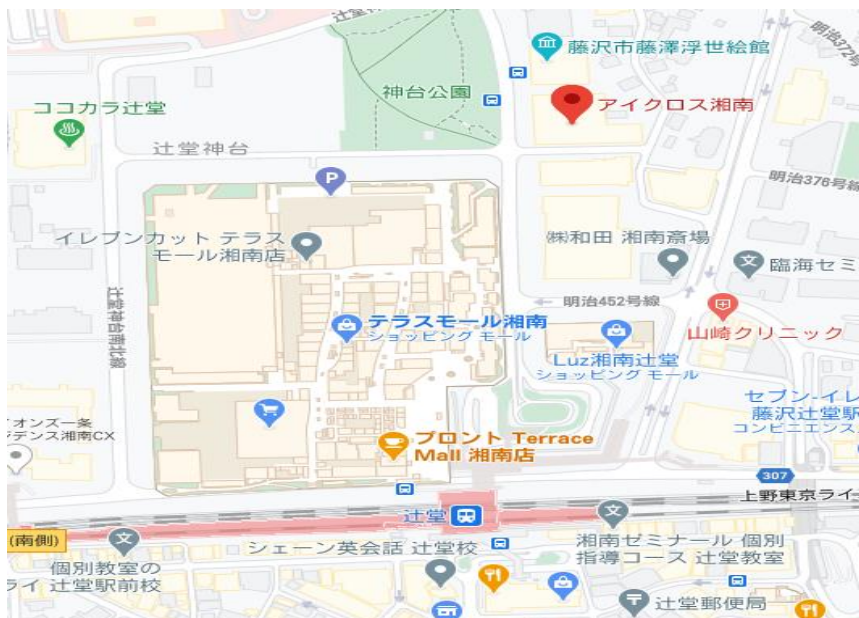 辻堂
明治372号
藤沢市藤澤浮世絵館
神台公園
ココカラ辻堂
アイクロス湘南
辻堂神台
P
明治376号線
イレブンカット テラス
モール湘南店
㈱和田 湘南斎場
臨海セミ
辻堂神台南北線
明治452号線
テラスモール湘南
ショッピング モール
山崎クリニック
Luz湘南辻堂
ショッピング モール
セブン-イレ
藤沢辻堂駅
コンビニエンス
イオンズ一条
ジデンス湘南CX
プロント Terrace
Mall 湘南店
307
上野東京ライ
辻堂
(南側)
湘南ゼミナール 個別
指導コース 辻堂教室
シェーン英会話 辻堂校
個別教室の
ライ 辻堂駅前校
辻堂郵便局